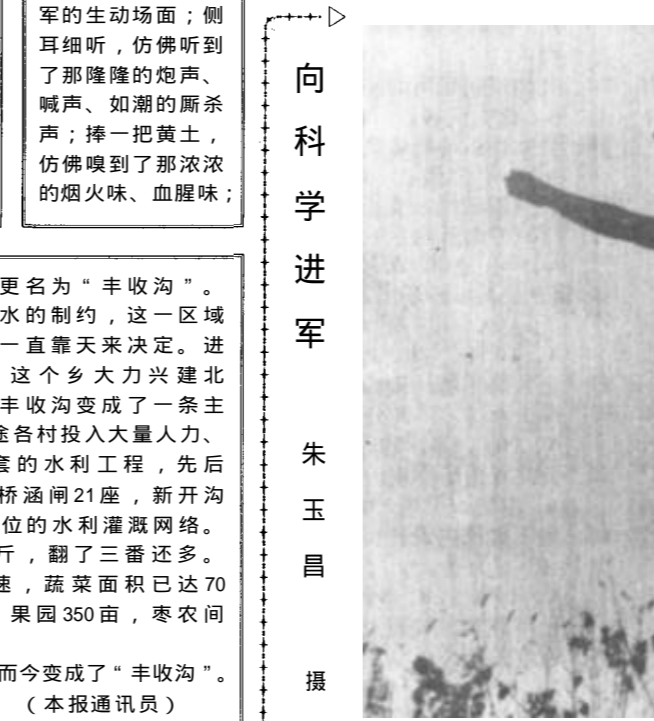 军的生动场面；侧
耳细听，仿佛听到
了那隆隆的炮声、
喊声、如潮的厮杀
声；捧一把黄土，
仿佛嗅到了那浓浓
的烟火味、血腥味；
更名为“丰收沟”。
水的制约，这一区域
一直靠天来决定。进
这个乡大力兴建北
丰收沟变成了一条主
途各村投入大量人力、
套的水利工程，先后
桥涵闸21座，新开沟
位的水利灌溉网络。
斤，翻了三番还多。
速，蔬菜面积已达70
果园350亩，枣农间
而今变成了“丰收沟”。
（本报通讯员）
向科学进军
朱玉昌 摄